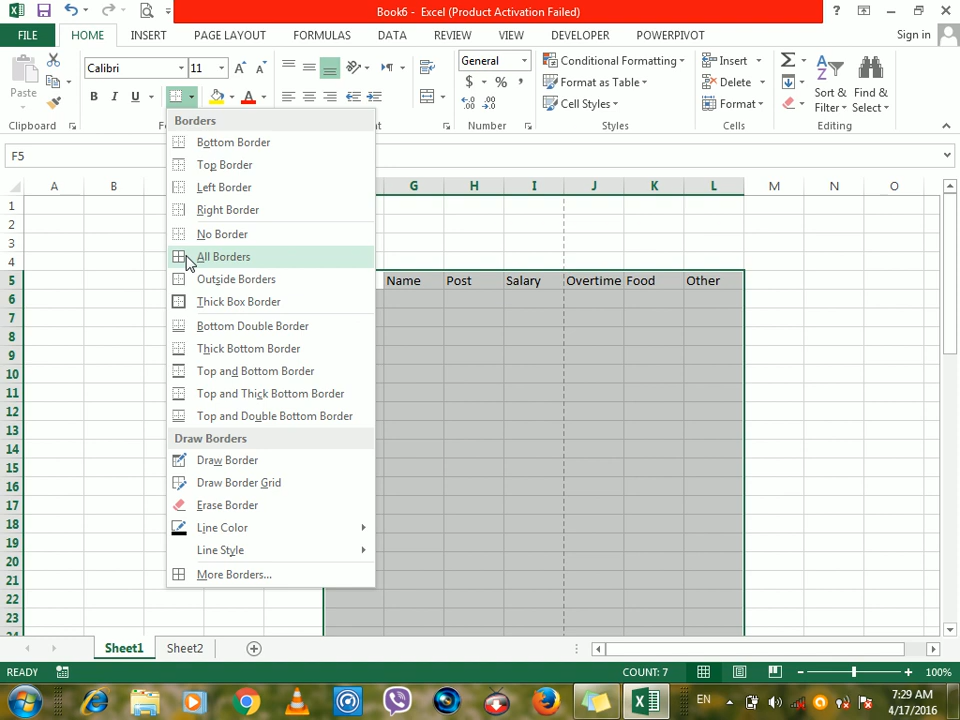 Book6 - Excel (Product Activation Failed)
?
FILE HOME INSERT PAGE LAYOUT FORMULAS DATA REVIEW VIEW DEVELOPER POWERPIVOT Sign in
Calibri 11 General Conditional Formatting Insert Σ
Paste $ % , Format as Table Delete Sort & Find &
B I U A Cell Styles Format Filter Select
Clipboard Number Styles Cells Editing
F5
A B G H I J K L M N O
Borders
Bottom Border
Top Border
Left Border
Right Border
No Border
All Borders
Outside Borders
Thick Box Border
Bottom Double Border
Thick Bottom Border
Top and Bottom Border
Top and Thick Bottom Border
Top and Double Bottom Border
Draw Borders
Draw Border
Draw Border Grid
Erase Border
Line Color
Line Style
More Borders...
1
2
3
4
5 Name Post Salary Overtime Food Other
6
7
8
9
10
11
12
13
14
15
16
17
18
19
20
21
22
23
Sheet1 Sheet2
READY COUNT: 7 100%
EN 7:29 AM
4/17/2016